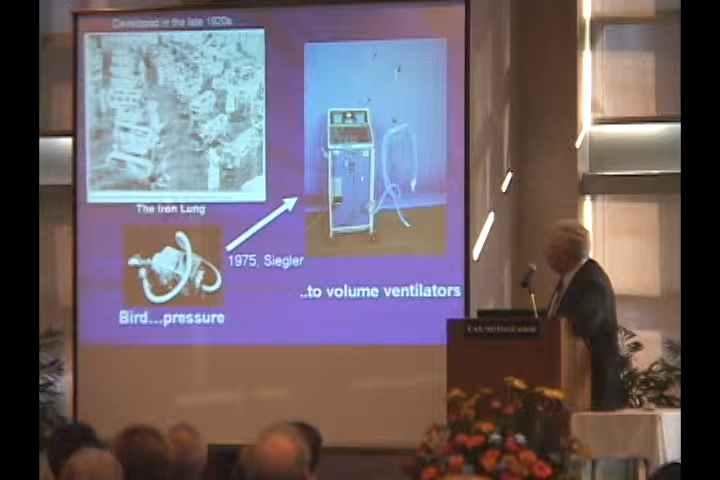 Developed in the late 1920s
The Iron Lung
1975, Siegler
..to volume ventilators
Bird...pressure